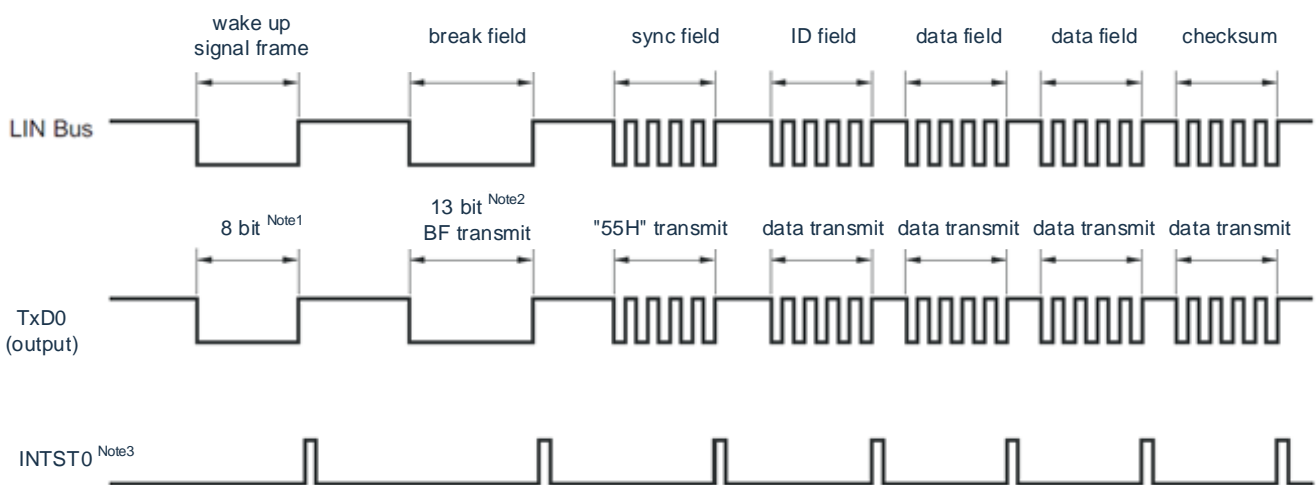 wake up
signal frame
break field
sync field
ID field
data field
data field
checksum
LIN Bus
8 bit Note1
13 bit Note2
BF transmit
"55H" transmit
data transmit
data transmit
data transmit
data transmit
TxD0
(output)
INTST0 Note3